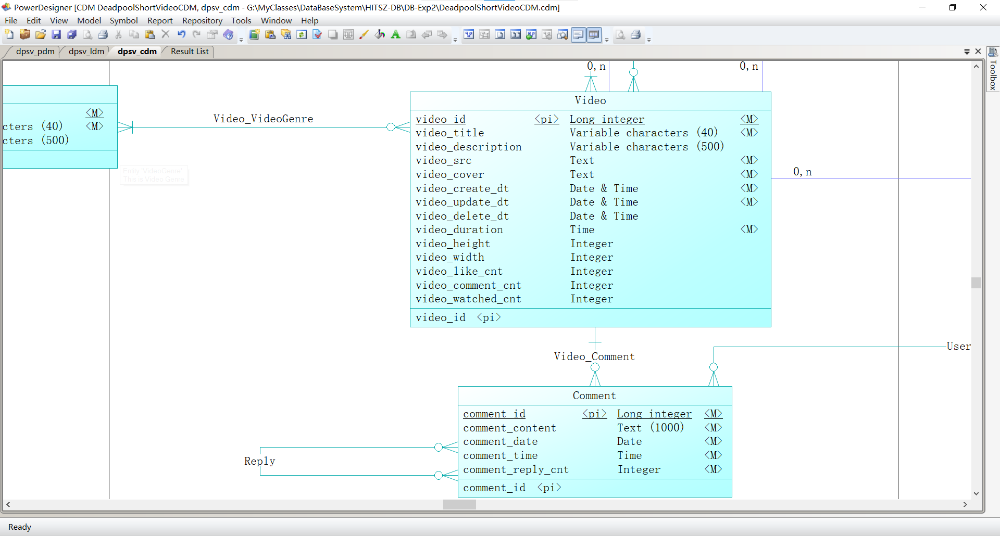 PowerDesigner [CDM DeadpoolShortVideoCDM, dpsv_cdm - G:\MyClasses\DataBaseSystem\HITSZ-DB\DB-Exp2\DeadpoolShortVideoCDM.cdm]
File Edit View Model Symbol Report Repository Tools Window Help
dpsv_pdm dpsv_ldm dpsv_cdm Result List
Toolbox
0,n 0,n
<M>
cters (40) <M>
cters (500)
Entity 'VideoGenre'
This is Video Genre
Video_VideoGenre
Video
video_id <pi> Long integer <M>
video_title Variable characters (40) <M>
video_description Variable characters (500)
video_src Text <M>
video_cover Text <M>
video_create_dt Date & Time <M>
video_update_dt Date & Time <M>
video_delete_dt Date & Time
video_duration Time <M>
video_height Integer
video_width Integer
video_like_cnt Integer
video_comment_cnt Integer
video_watched_cnt Integer
video_id <pi>
0,n
Video_Comment
User
Comment
comment_id <pi> Long integer <M>
comment_content Text (1000) <M>
comment_date Date <M>
comment_time Time <M>
comment_reply_cnt Integer <M>
comment_id <pi>
Reply
Ready